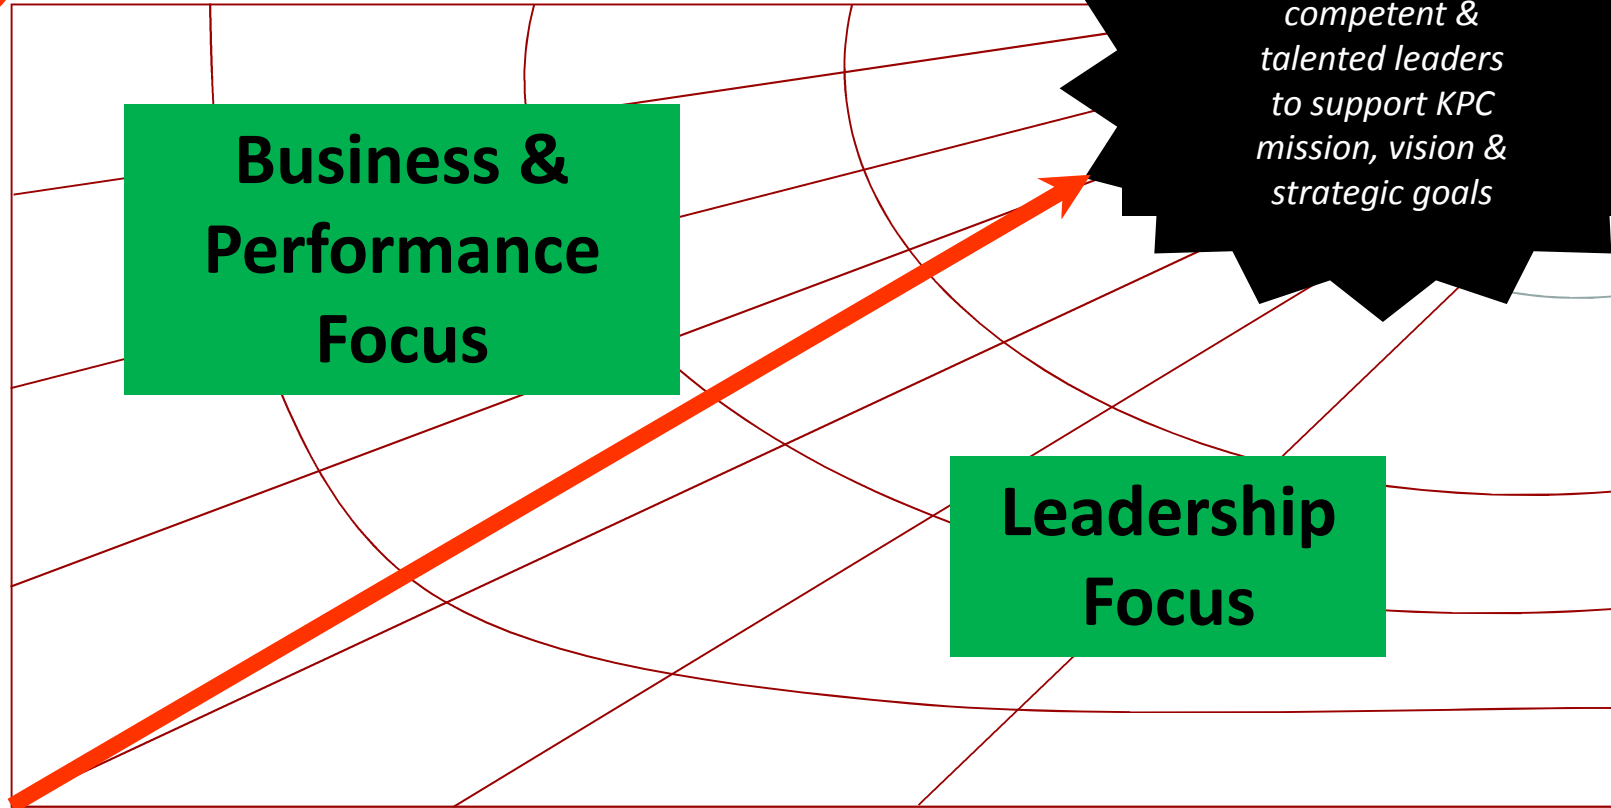 competent &
talented leaders
to support KPC
mission, vision &
strategic goals
Business &
Performance
Focus
Leadership
Focus